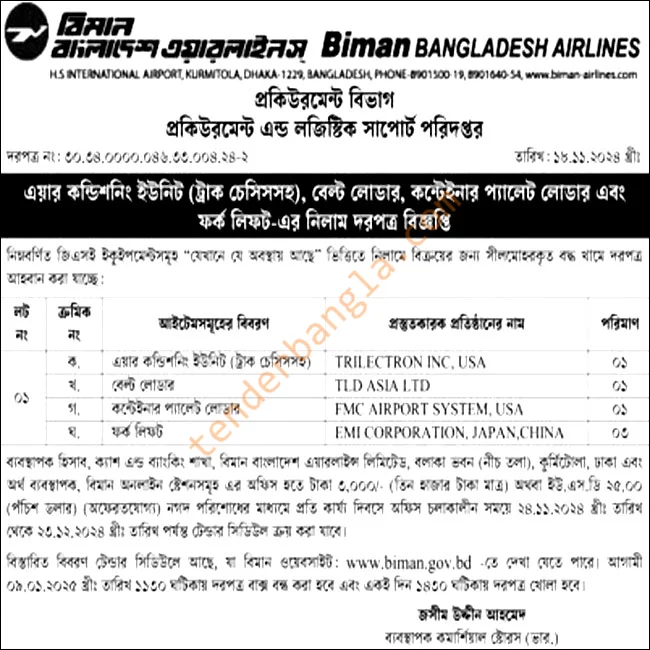 বিমান
বাংলাদেশ এয়ারলাইনস্ Biman BANGLADESH AIRLINES
H.S INTERNATIONAL AIRPORT, KURMITOLA, DHAKA-1229, BANGLADESH, PHONE-8901500-19, 8901640-54, www.biman-airlines.com
প্রকিউরমেন্ট বিভাগ
প্রকিউরমেন্ট এন্ড লজিস্টিক সাপোর্ট পরিদপ্তর
দরপত্র নং: ৩০.৩৪.০০০০.০৪৬.৩৩.০০৪.২৪-২ তারিখ: ১৮.১১.২০২৪ খ্রীঃ
এয়ার কন্ডিশনিং ইউনিট (ট্রাক চেসিসসহ), বেল্ট লোডার, কন্টেইনার প্যালেট লোডার এবং
ফর্ক লিফট-এর নিলাম দরপত্র বিজ্ঞপ্তি
নিম্নবর্ণিত জিএসই ইকুইপমেন্টসমূহ “যেখানে যে অবস্থায় আছে” ভিত্তিতে নিলামে বিক্রয়ের জন্য সীলমোহরকৃত বদ্ধ খামে দরপত্র
আহবান করা যাচ্ছে:
লট নং ক্রমিক নং আইটেমসমূহের বিবরণ প্রস্তুতকারক প্রতিষ্ঠানের নাম পরিমাণ
০১ ক. এয়ার কন্ডিশনিং ইউনিট (ট্রাক চেসিসসহ) TRILECTRON INC, USA ০১
খ. বেল্ট লোডার TLD ASIA LTD ০১
গ. কন্টেইনার প্যালেট লোডার FMC AIRPORT SYSTEM, USA ০১
ঘ. ফর্ক লিফট EMI CORPORATION, JAPAN,CHINA ০৩
ব্যবস্থাপক হিসাব, ক্যাশ এন্ড ব্যাংকিং শাখা, বিমান বাংলাদেশ এয়ারলাইন্স লিমিটেড, বলাকা ভবন (নীচ তলা), কুর্মিটোলা, ঢাকা এবং
অর্থ ব্যবস্থাপক, বিমান অনলাইন স্টেশনসমূহ এর অফিস হতে টাকা ৩,০০০/- (তিন হাজার টাকা মাত্র) অথবা ইউ.এস.ডি ২৫.০০
(পঁচিশ ডলার) (অফেরতযোগ্য) নগদ পরিশোধের মাধ্যমে প্রতি কার্য্য দিবসে অফিস চলাকালীন সময়ে ২৪.১১.২০২৪ খ্রীঃ তারিখ
থেকে ২৩.১২.২০২৪ খ্রীঃ তারিখ পর্যন্ত টেন্ডার সিডিউল ক্রয় করা যাবে।
বিস্তারিত বিবরণ টেন্ডার সিডিউলে আছে, যা বিমান ওয়েবসাইট: www.biman.gov.bd -তে দেখা যেতে পারে। আগামী
০৯.০১.২০২৫ খ্রীঃ তারিখ ১১৩০ ঘটিকায় দরপত্র বাক্স বন্ধ করা হবে এবং একই দিন ১৪৩০ ঘটিকায় দরপত্র খোলা হবে।
জসীম উদ্দীন আহমেদ
ব্যবস্থাপক কমার্শিয়াল স্টোরস (ভার.)
tenderbangla.com